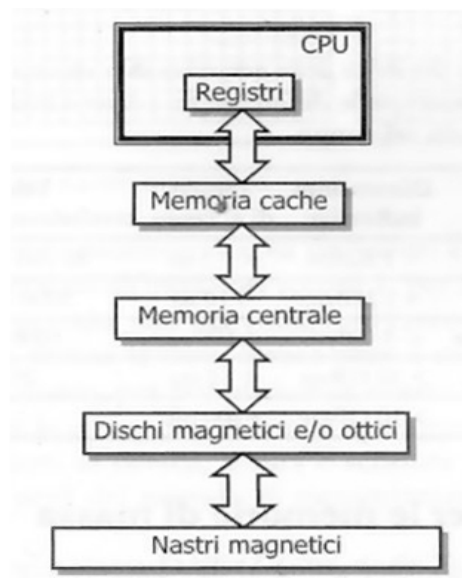 CPU
Registri
Memoria cache
Memoria centrale
Dischi magnetici e/o ottici
Nastri magnetici